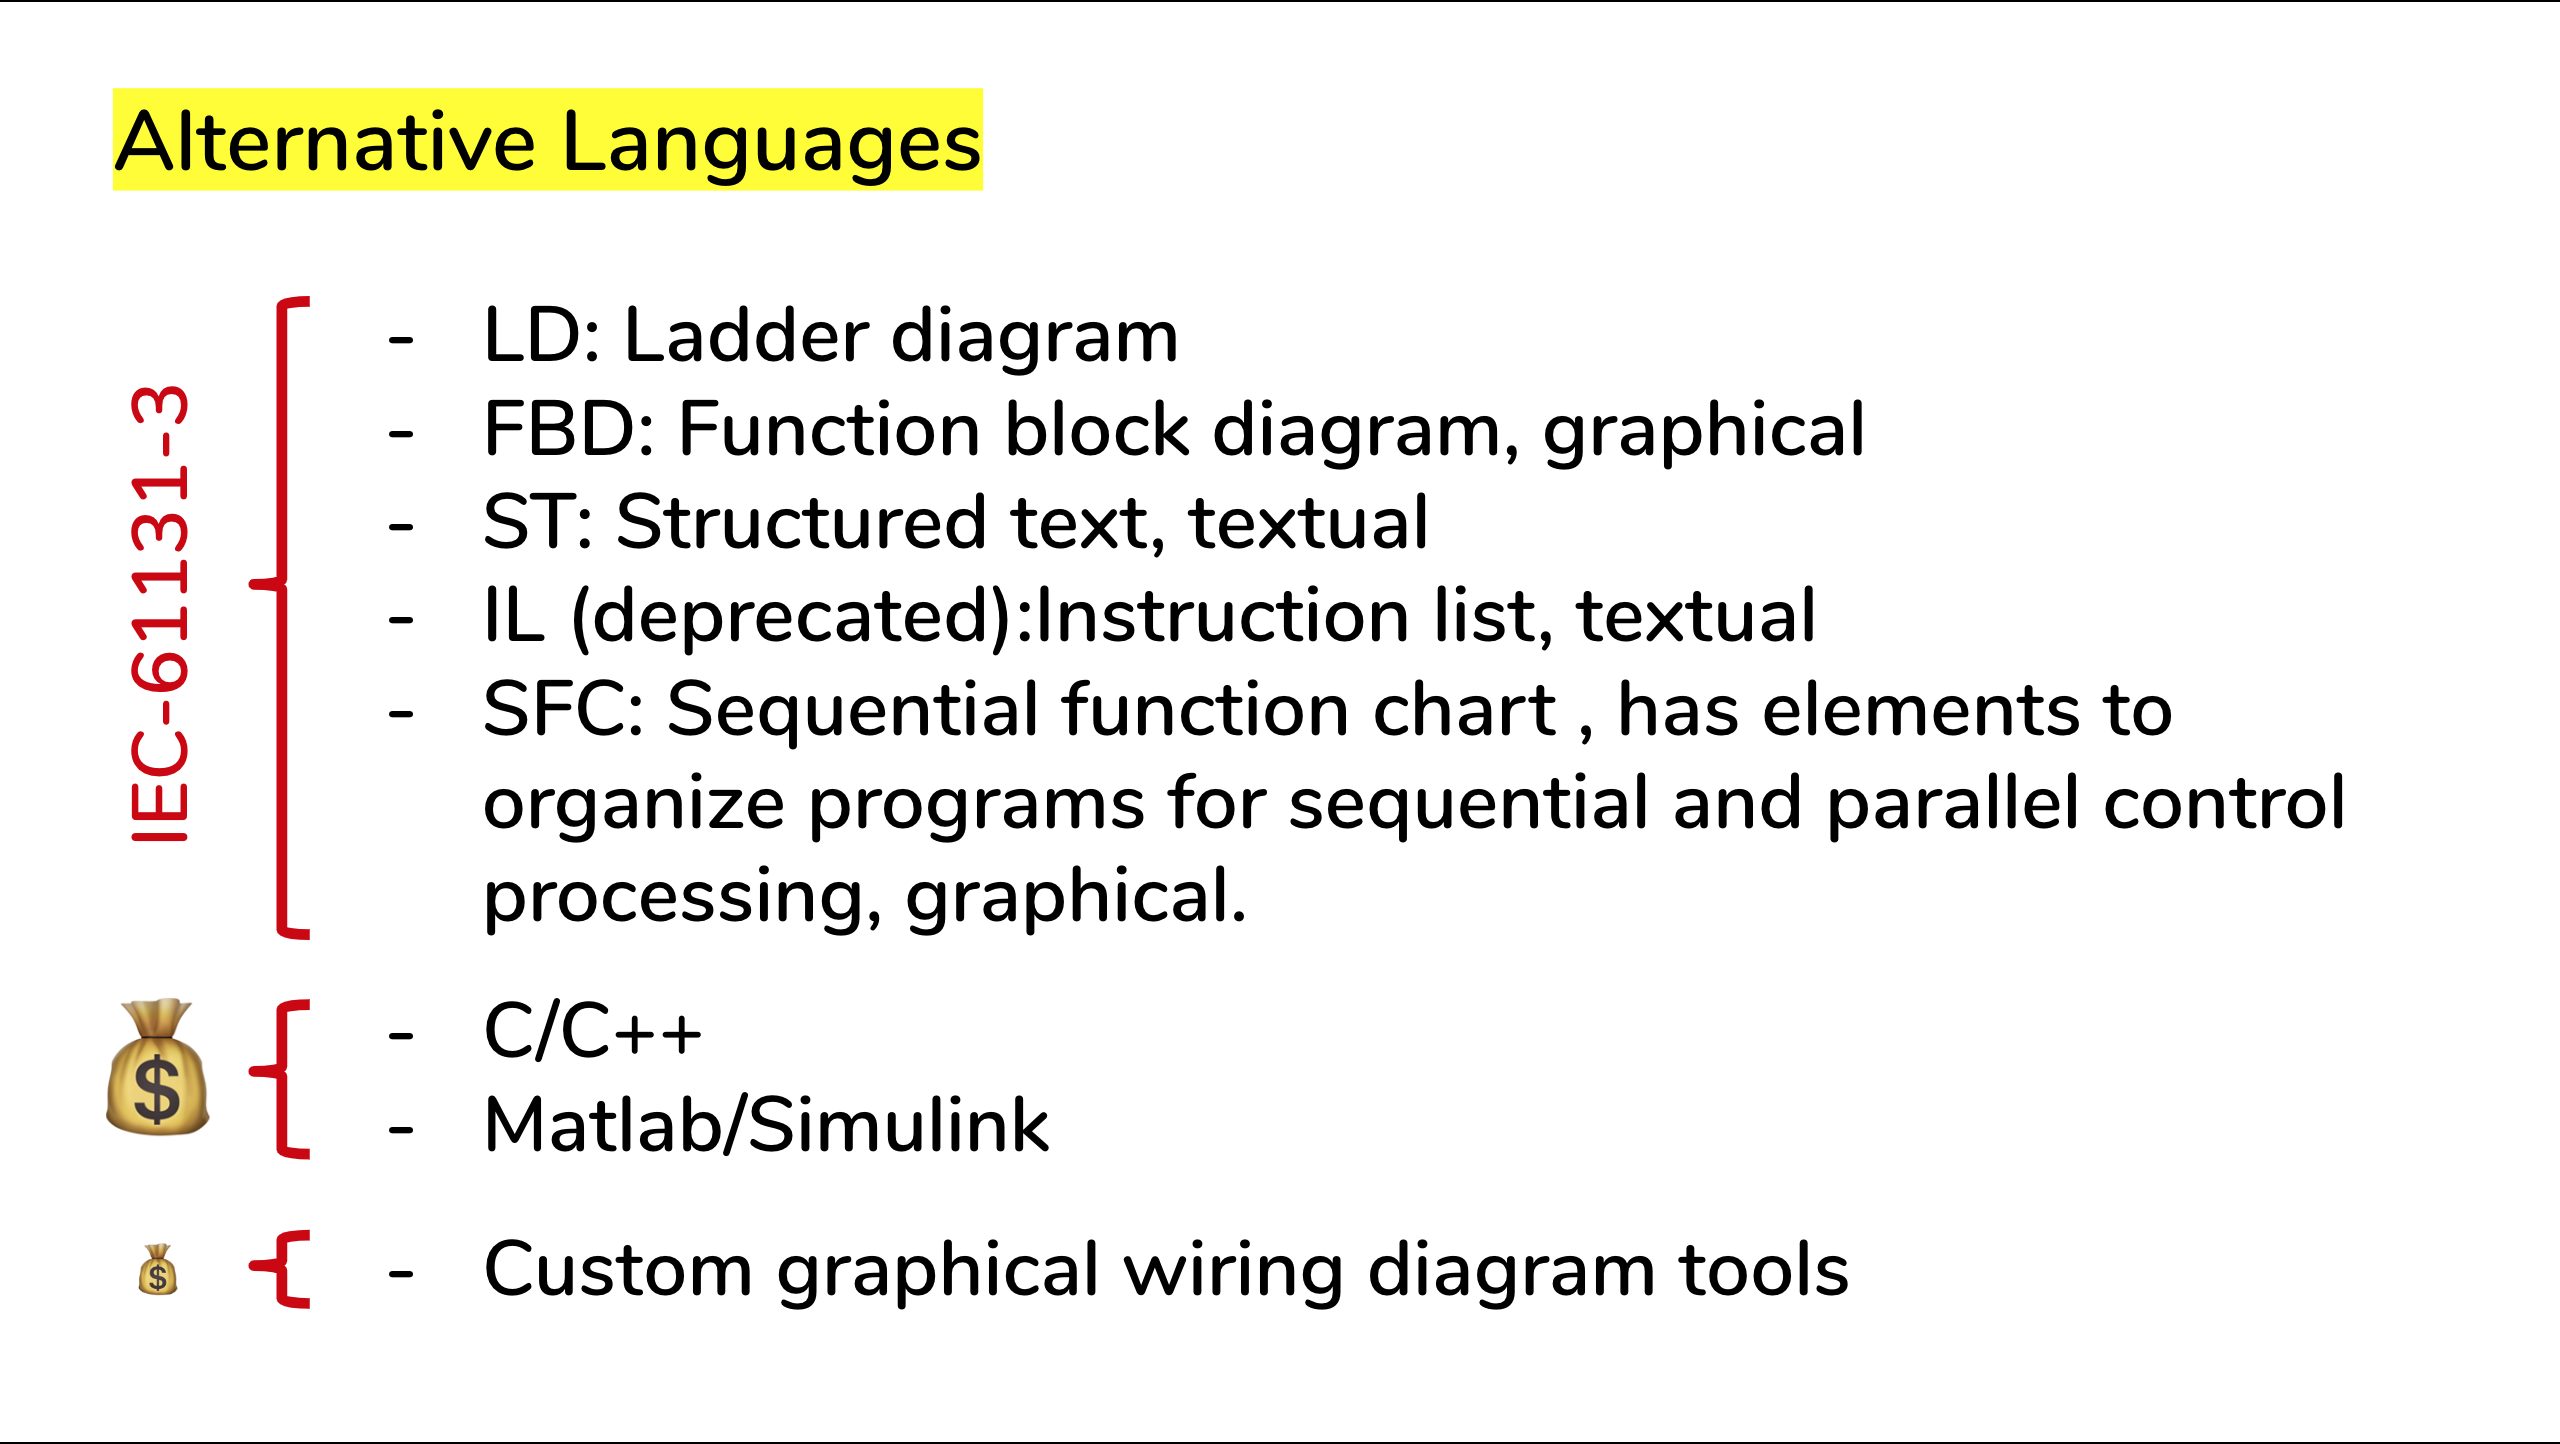 Alternative Languages
IEC-61131-3
- LD: Ladder diagram
- FBD: Function block diagram, graphical
- ST: Structured text, textual
- IL (deprecated):Instruction list, textual
- SFC: Sequential function chart , has elements to
organize programs for sequential and parallel control
processing, graphical.
$
- C/C++
- Matlab/Simulink
$
- Custom graphical wiring diagram tools